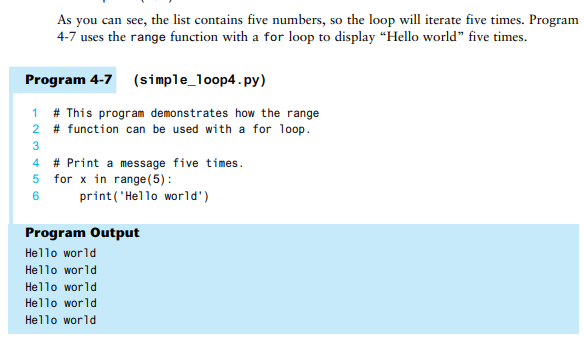 As you can see, the list contains five numbers, so the loop will iterate five times. Program
4-7 uses the range function with a for loop to display “Hello world” five times.
Program 4-7 (simple_loop4.py)
1 # This program demonstrates how the range
2 # function can be used with a for loop.
3
4 # Print a message five times.
5 for x in range(5):
6     print('Hello world')
Program Output
Hello world
Hello world
Hello world
Hello world
Hello world